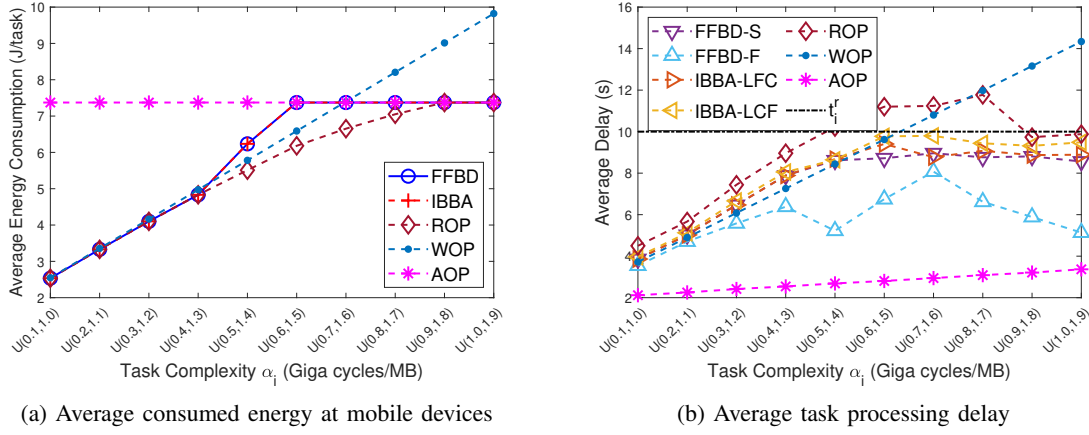 Average Energy Consumption (J/task)
10
9
8
7
6
5
4
3
2
FFBD
IBBA
ROP
WOP
AOP
U(0.1,1.0)
U(0.2,1.1)
U(0.3,1.2)
U(0.4,1.3)
U(0.5,1.4)
U(0.6,1.5)
U(0.7,1.6)
U(0.8,1.7)
U(0.9,1.8)
U(1.0,1.9)
Task Complexity α_i (Giga cycles/MB)
(a) Average consumed energy at mobile devices
Average Delay (s)
16
14
12
10
8
6
4
2
FFBD-S
FFBD-F
IBBA-LFC
IBBA-LCF
ROP
WOP
AOP
t_i^r
U(0.1,1.0)
U(0.2,1.1)
U(0.3,1.2)
U(0.4,1.3)
U(0.5,1.4)
U(0.6,1.5)
U(0.7,1.6)
U(0.8,1.7)
U(0.9,1.8)
U(1.0,1.9)
Task Complexity α_i (Giga cycles/MB)
(b) Average task processing delay